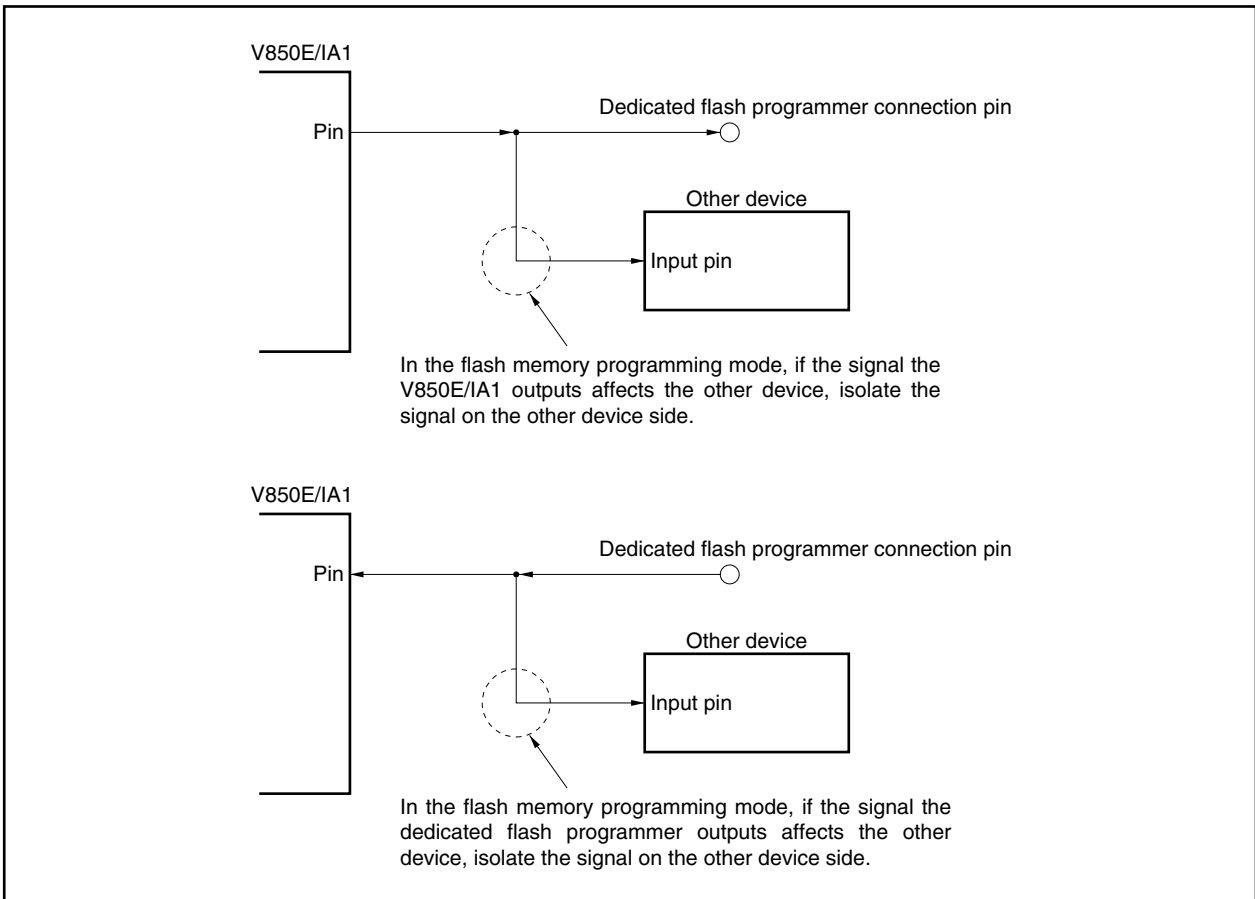 V850E/IA1
Dedicated flash programmer connection pin
Pin
Other device
Input pin
In the flash memory programming mode, if the signal the
V850E/IA1 outputs affects the other device, isolate the
signal on the other device side.
V850E/IA1
Dedicated flash programmer connection pin
Pin
Other device
Input pin
In the flash memory programming mode, if the signal the
dedicated flash programmer outputs affects the other
device, isolate the signal on the other device side.